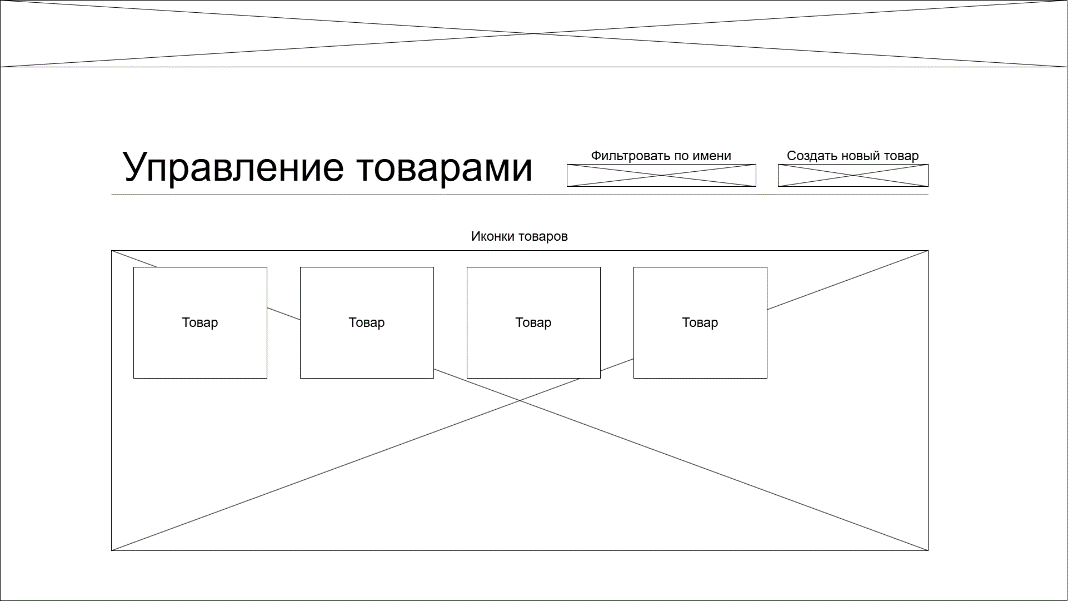 Управление товарами
Фильтровать по имени
Создать новый товар
Иконки товаров
Товар
Товар
Товар
Товар